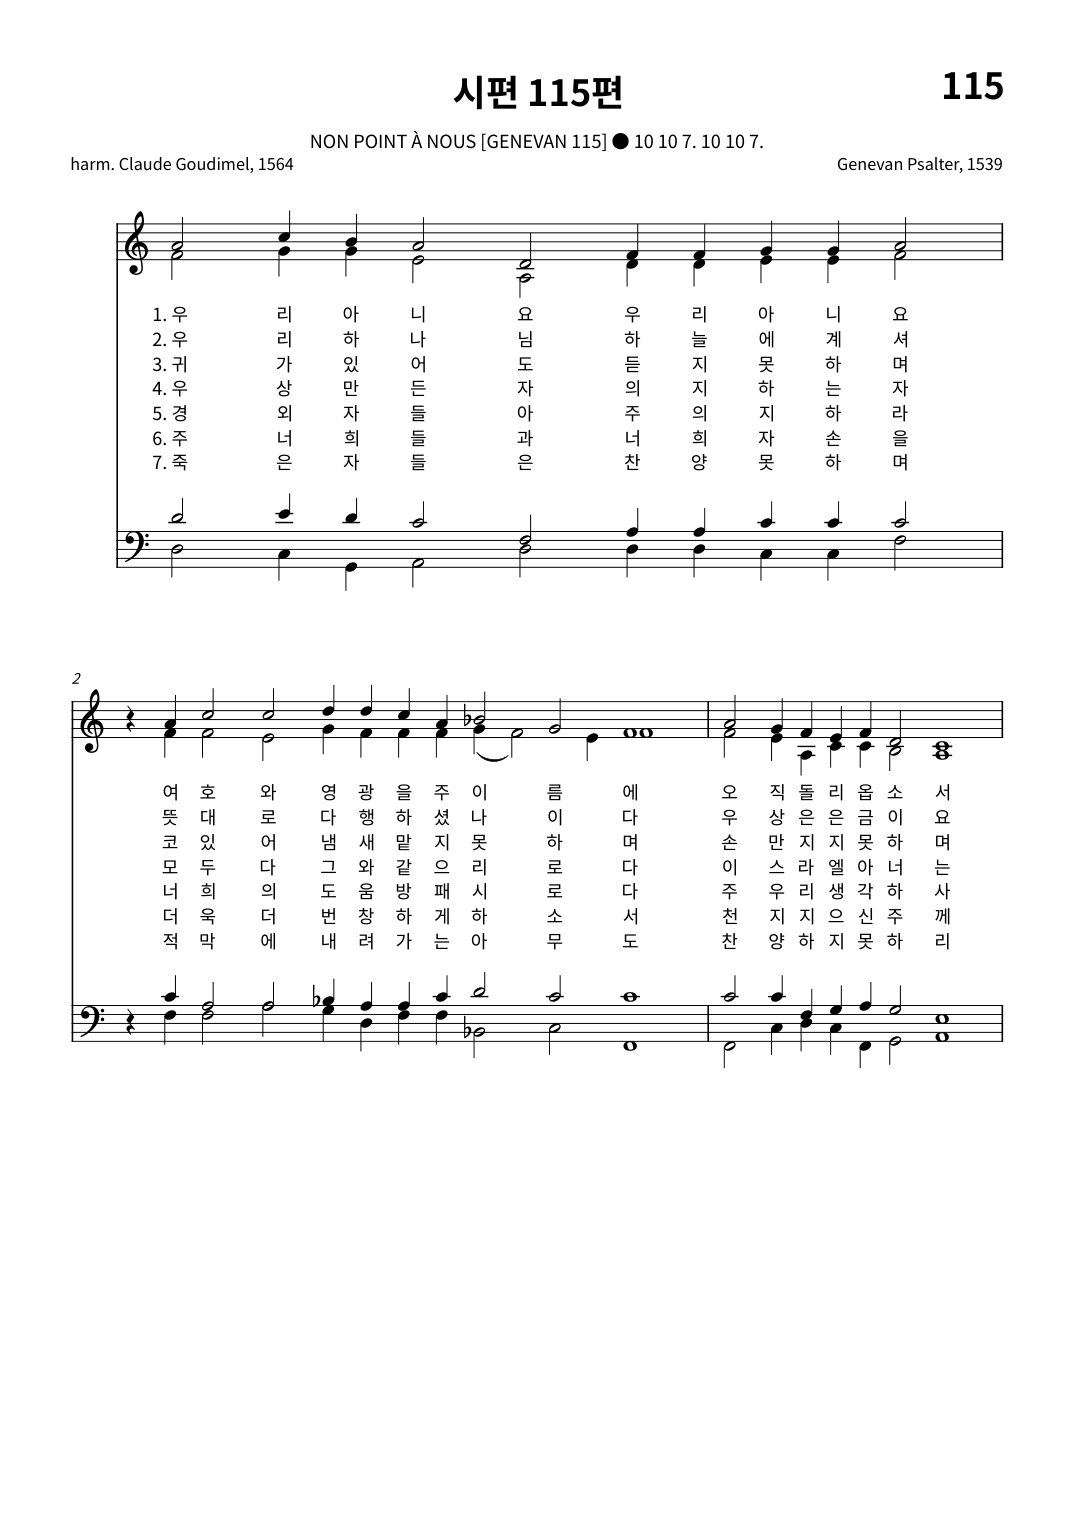 시편 115편
115
NON POINT À NOUS [GENEVAN 115] ● 10 10 7. 10 10 7.
harm. Claude Goudimel, 1564
Genevan Psalter, 1539
1. 우 리 아 니 요 우 리 아 니 요
2. 우 리 하 나 님 하 늘 에 계 셔
3. 귀 가 있 어 도 듣 지 못 하 며
4. 우 상 만 든 자 의 지 하 는 자
5. 경 외 자 들 아 주 의 지 하 라
6. 주 너 희 들 과 너 희 자 손 을
7. 죽 은 자 들 은 찬 양 못 하 며
2
여 호 와 영 광 을 주 이 름 에 오 직 돌 리 옵 소 서
뜻 대 로 다 행 하 셨 나 이 다 우 상 은 은 금 이 요
코 있 어 냄 새 맡 지 못 하 며 손 만 지 지 못 하 며
모 두 다 그 와 같 으 리 로 다 이 스 라 엘 아 너 는
너 희 의 도 움 방 패 시 로 다 주 우 리 생 각 하 사
더 욱 더 번 창 하 게 하 소 서 천 지 지 으 신 주 께
적 막 에 내 려 가 는 아 무 도 찬 양 하 지 못 하 리